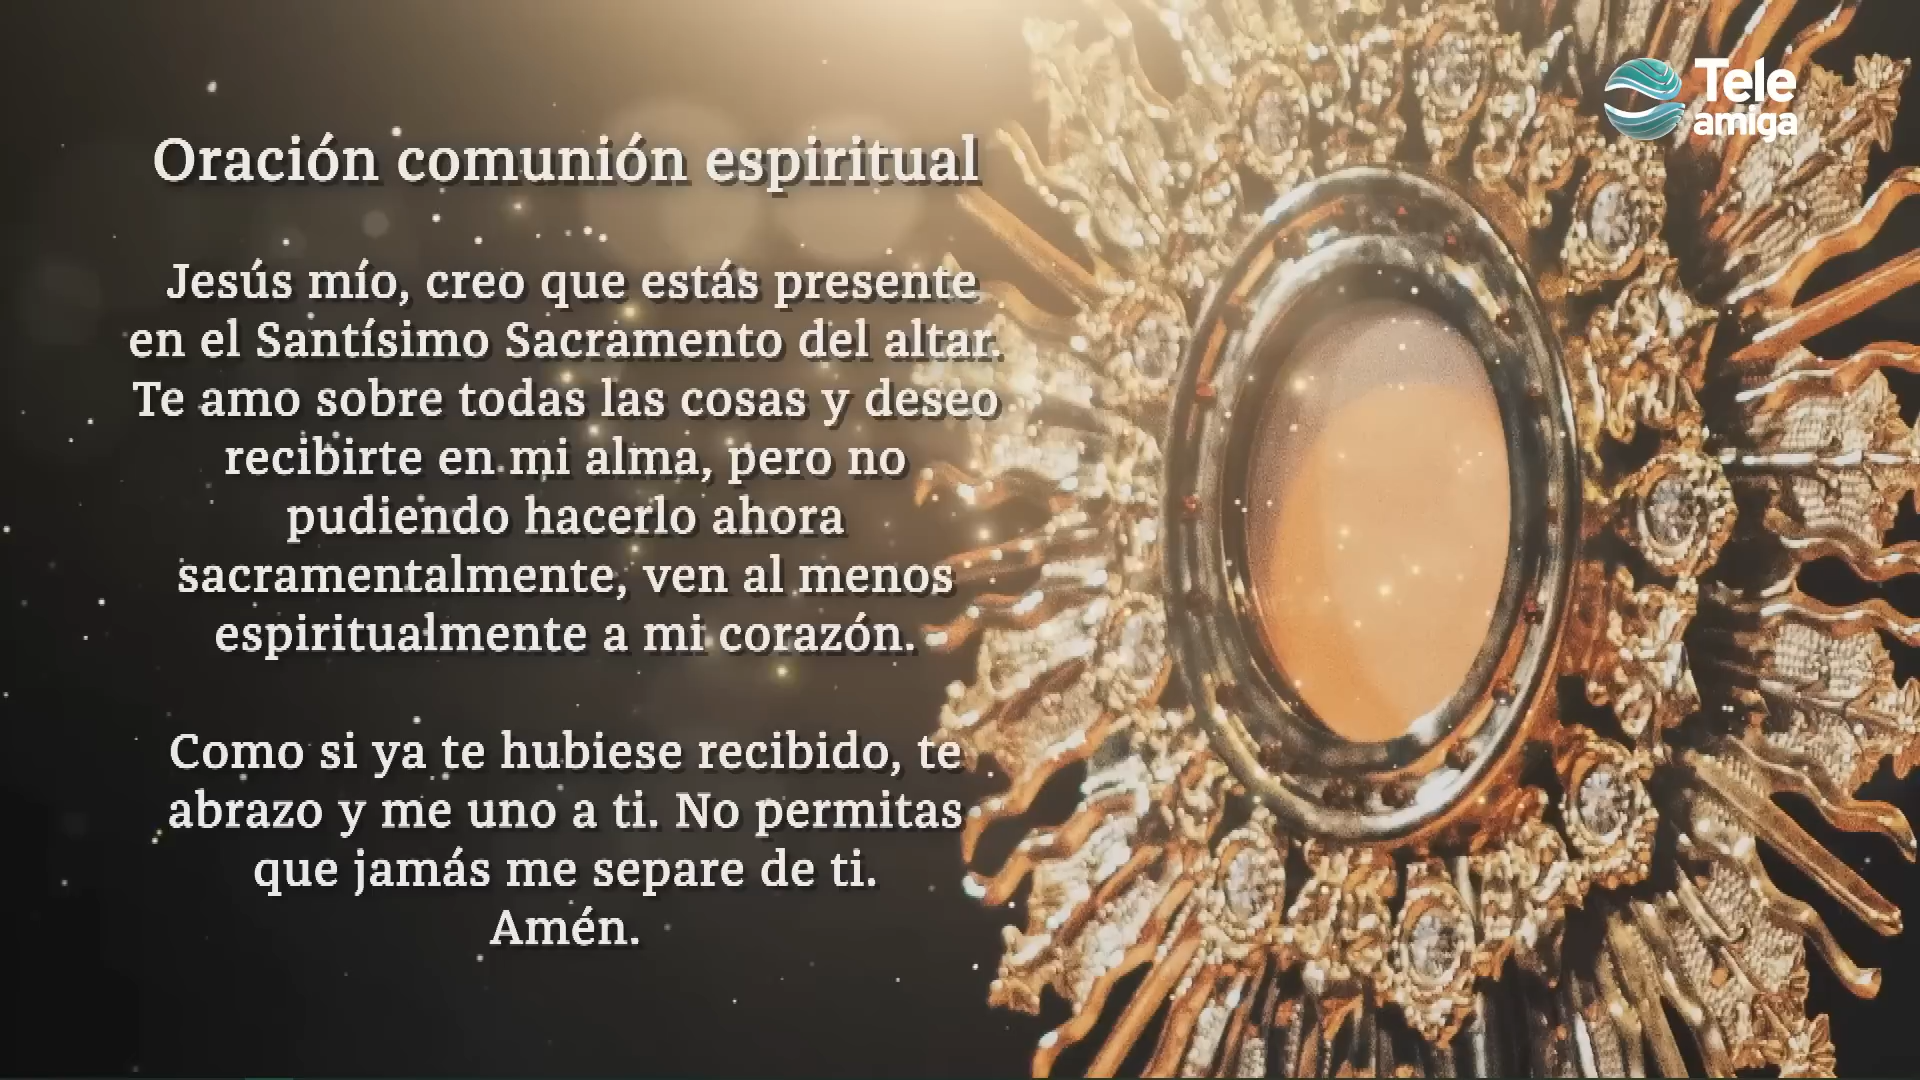 Tele
amiga
Oración comunión espiritual
Jesús mío, creo que estás presente
en el Santísimo Sacramento del altar.
Te amo sobre todas las cosas y deseo
recibirte en mi alma, pero no
pudiendo hacerlo ahora
sacramentalmente, ven al menos
espiritualmente a mi corazón.
Como si ya te hubiese recibido, te
abrazo y me uno a ti. No permitas
que jamás me separe de ti.
Amén.